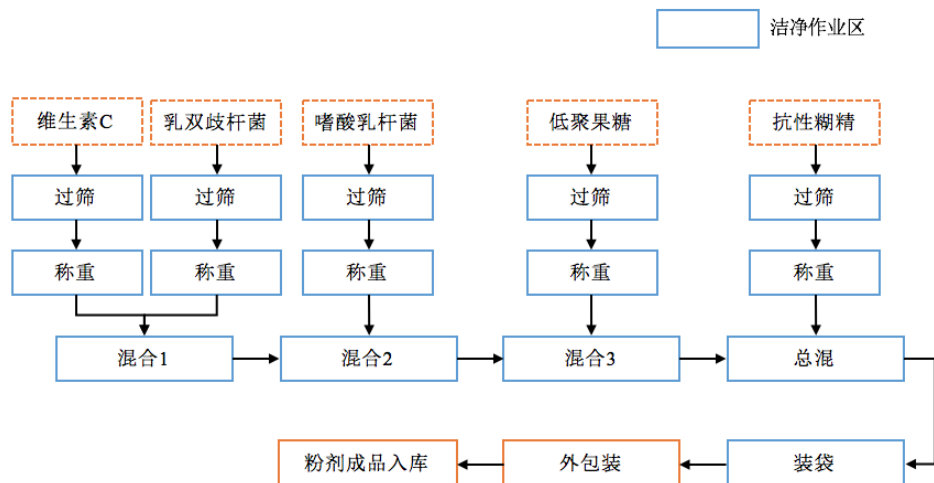 洁净作业区
维生素C
乳双歧杆菌
嗜酸乳杆菌
低聚果糖
抗性糊精
过筛
过筛
过筛
过筛
过筛
称重
称重
称重
称重
称重
混合1
混合2
混合3
总混
粉剂成品入库
外包装
装袋